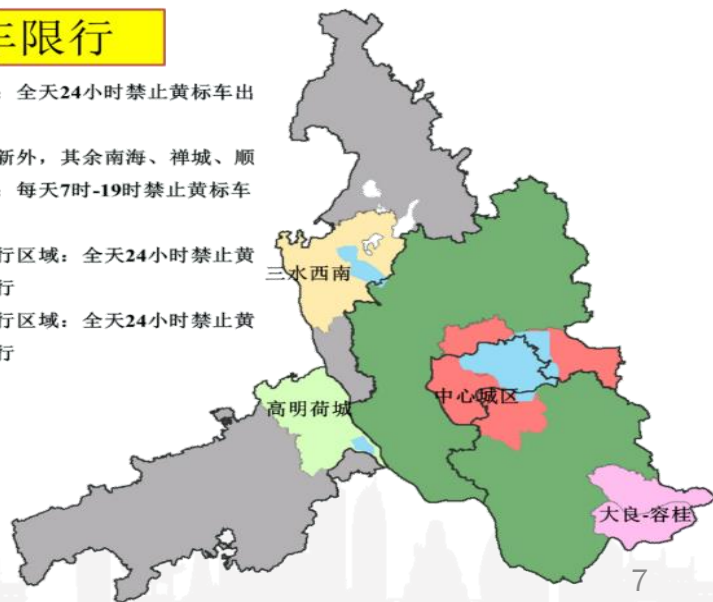 车限行
：全天24小时禁止黄标车出
新外，其余南海、禅城、顺
：每天7时-19时禁止黄标车
行区域：全天24小时禁止黄
行
行区域：全天24小时禁止黄
行
三水西南
高明荷城
中心城区
大良-容桂
7